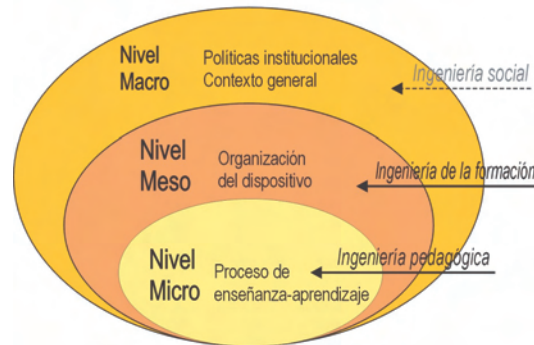 Nivel
Macro
Políticas institucionales
Contexto general
Ingeniería social
Nivel
Meso
Organización
del dispositivo
Ingeniería de la formación
Nivel
Micro
Proceso de
enseñanza-aprendizaje
Ingeniería pedagógica